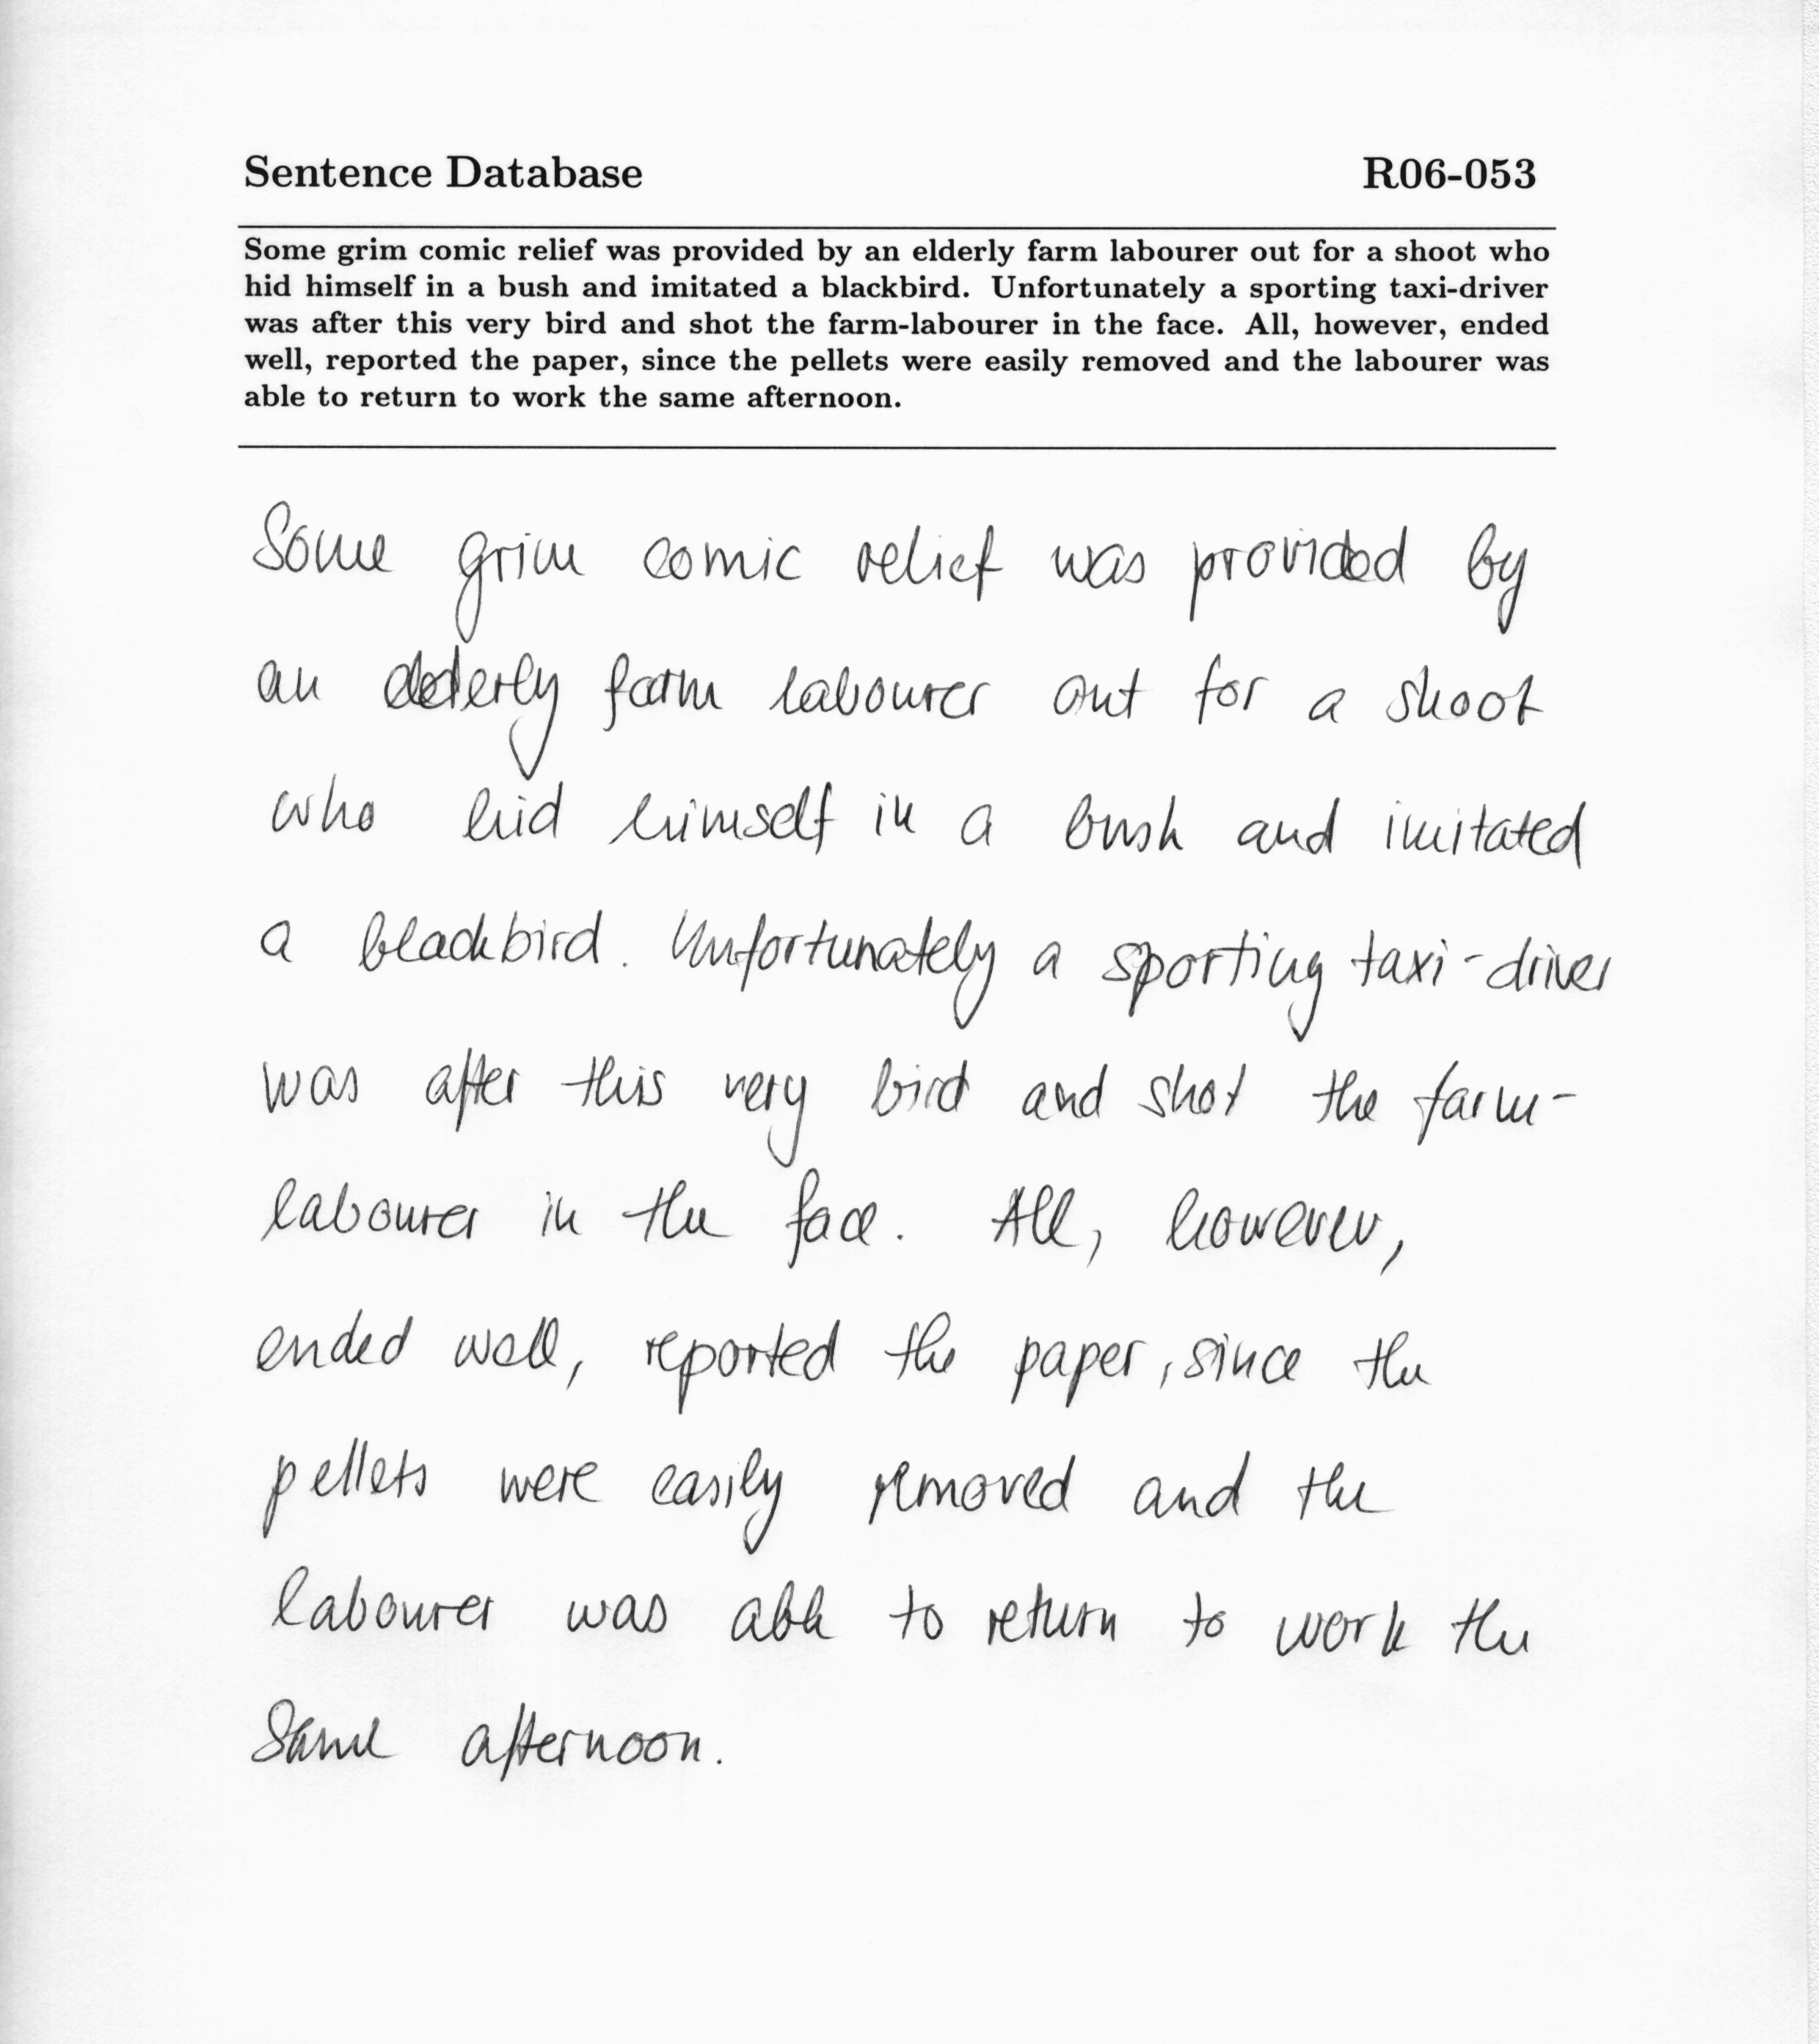 Sentence Database R06-053
Some grim comic relief was provided by an elderly farm labourer out for a shoot who
hid himself in a bush and imitated a blackbird. Unfortunately a sporting taxi-driver
was after this very bird and shot the farm-labourer in the face. All, however, ended
well, reported the paper, since the pellets were easily removed and the labourer was
able to return to work the same afternoon.
Some grim comic relief was provided by
an elderly farm labourer out for a shoot
who hid himself in a bush and imitated
a blackbird. Unfortunately a sporting taxi-driver
was after this very bird and shot the farm-
labourer in the face. All, however,
ended well, reported the paper, since the
pellets were easily removed and the
labourer was able to return to work the
same afternoon.